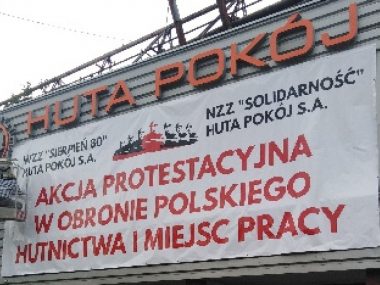 HUTA POKÓJ
WZZ "SIERPIEŃ 80"
HUTA POKÓJ S.A.
NZZ "SOLIDARNOŚĆ"
HUTA POKÓJ S.A.
AKCJA PROTESTACYJNA
W OBRONIE POLSKIEGO
HUTNICTWA I MIEJSC PRACY